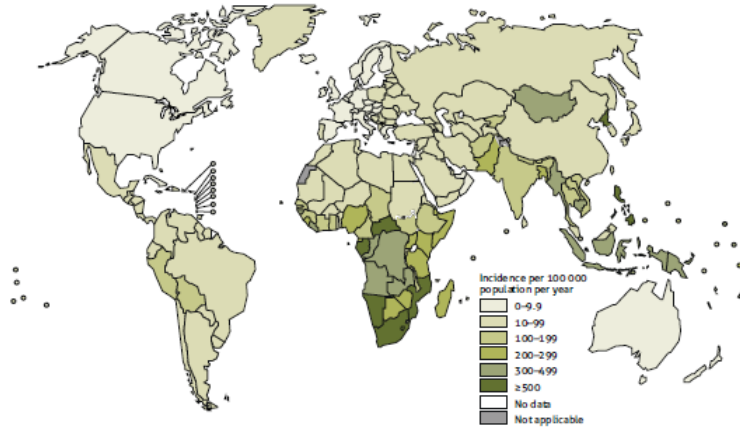 Incidence per 100 000
population per year
0–9.9
10–99
100–199
200–299
300–499
≥500
No data
Not applicable